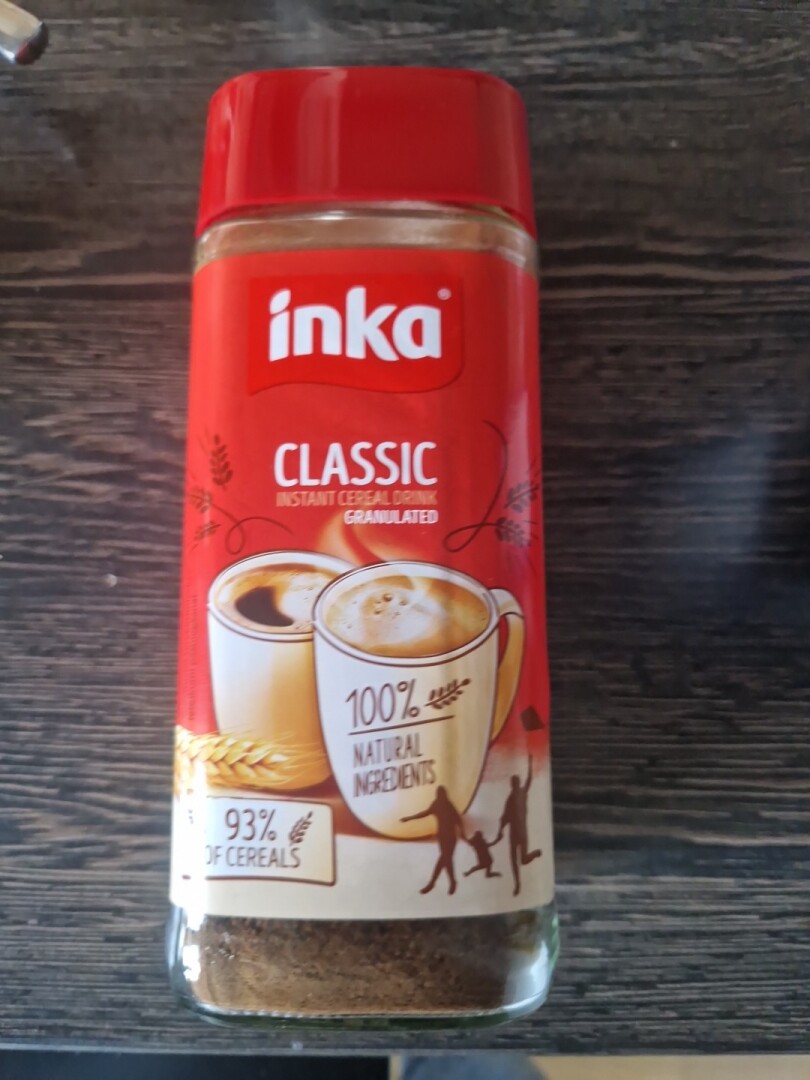 inka®
CLASSIC
INSTANT CEREAL DRINK
GRANULATED
100%
NATURAL
INGREDIENTS
93%
OF CEREALS